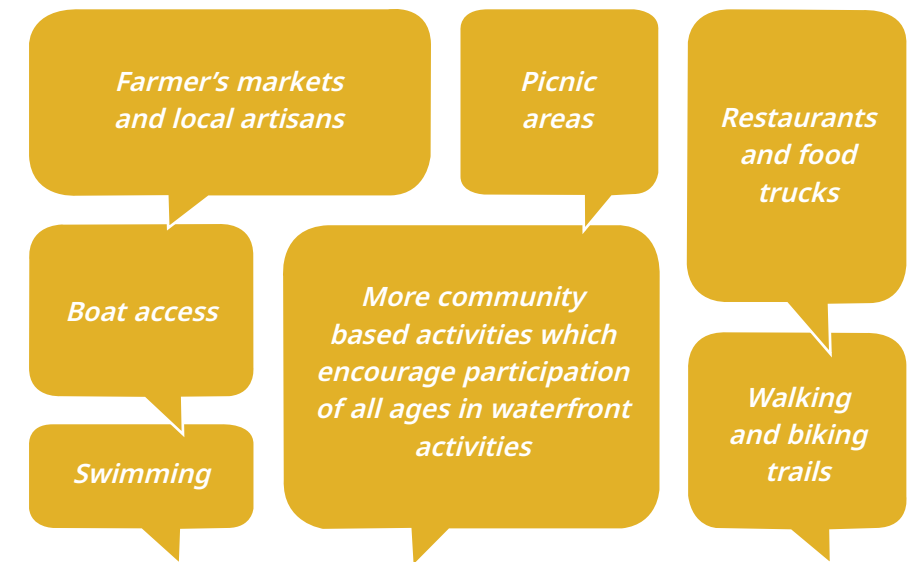 Farmer’s markets
and local artisans
Picnic
areas
Restaurants
and food
trucks
Boat access
More community
based activities which
encourage participation
of all ages in waterfront
activities
Walking
and biking
trails
Swimming